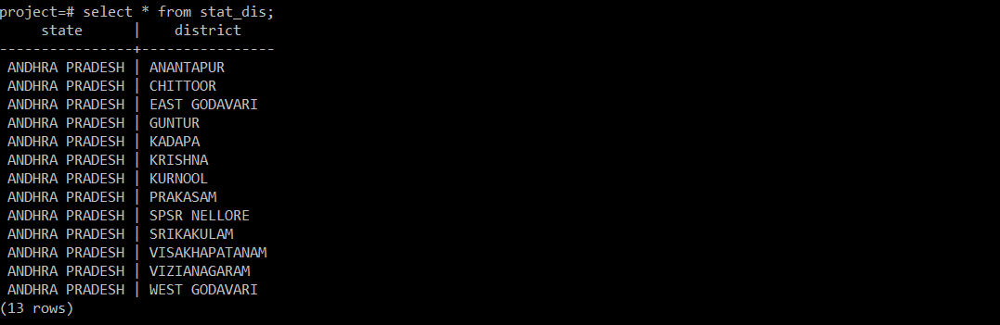 project=# select * from stat_dis;
     state      |    district
----------------+----------------
 ANDHRA PRADESH | ANANTAPUR
 ANDHRA PRADESH | CHITTOOR
 ANDHRA PRADESH | EAST GODAVARI
 ANDHRA PRADESH | GUNTUR
 ANDHRA PRADESH | KADAPA
 ANDHRA PRADESH | KRISHNA
 ANDHRA PRADESH | KURNOOL
 ANDHRA PRADESH | PRAKASAM
 ANDHRA PRADESH | SPSR NELLORE
 ANDHRA PRADESH | SRIKAKULAM
 ANDHRA PRADESH | VISAKHAPATANAM
 ANDHRA PRADESH | VIZIANAGARAM
 ANDHRA PRADESH | WEST GODAVARI
(13 rows)